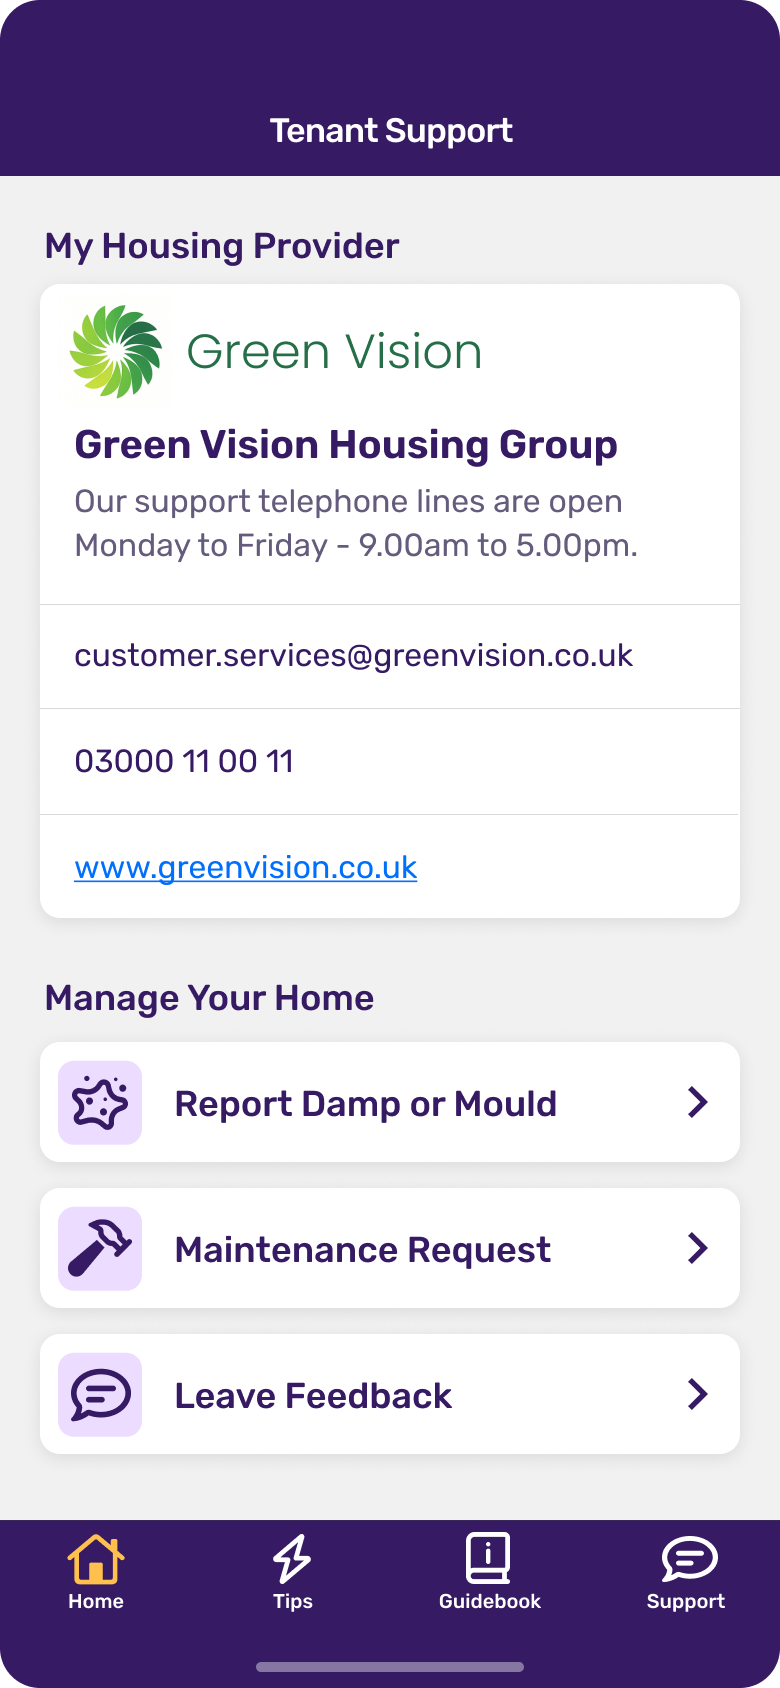 Tenant Support
My Housing Provider
Green Vision
Green Vision Housing Group
Our support telephone lines are open
Monday to Friday - 9.00am to 5.00pm.
customer.services@greenvision.co.uk
03000 11 00 11
www.greenvision.co.uk
Manage Your Home
Report Damp or Mould
Maintenance Request
Leave Feedback
Home
Tips
Guidebook
Support